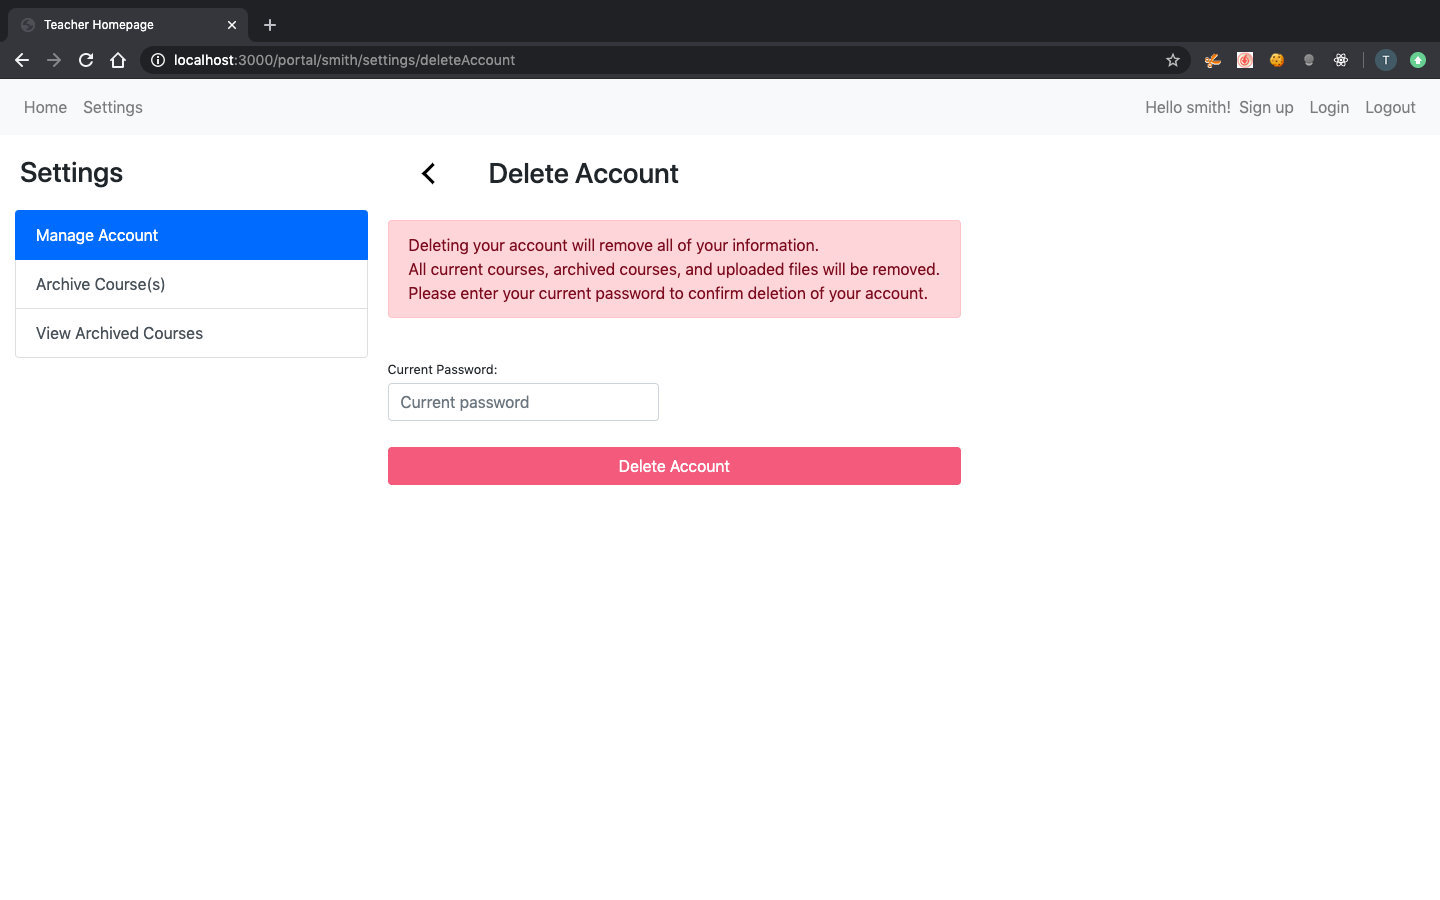 Teacher Homepage
localhost:3000/portal/smith/settings/deleteAccount
T
Home Settings
Hello smith! Sign up Login Logout
Settings
Manage Account
Archive Course(s)
View Archived Courses
Delete Account
Deleting your account will remove all of your information.
All current courses, archived courses, and uploaded files will be removed.
Please enter your current password to confirm deletion of your account.
Current Password:
Current password
Delete Account